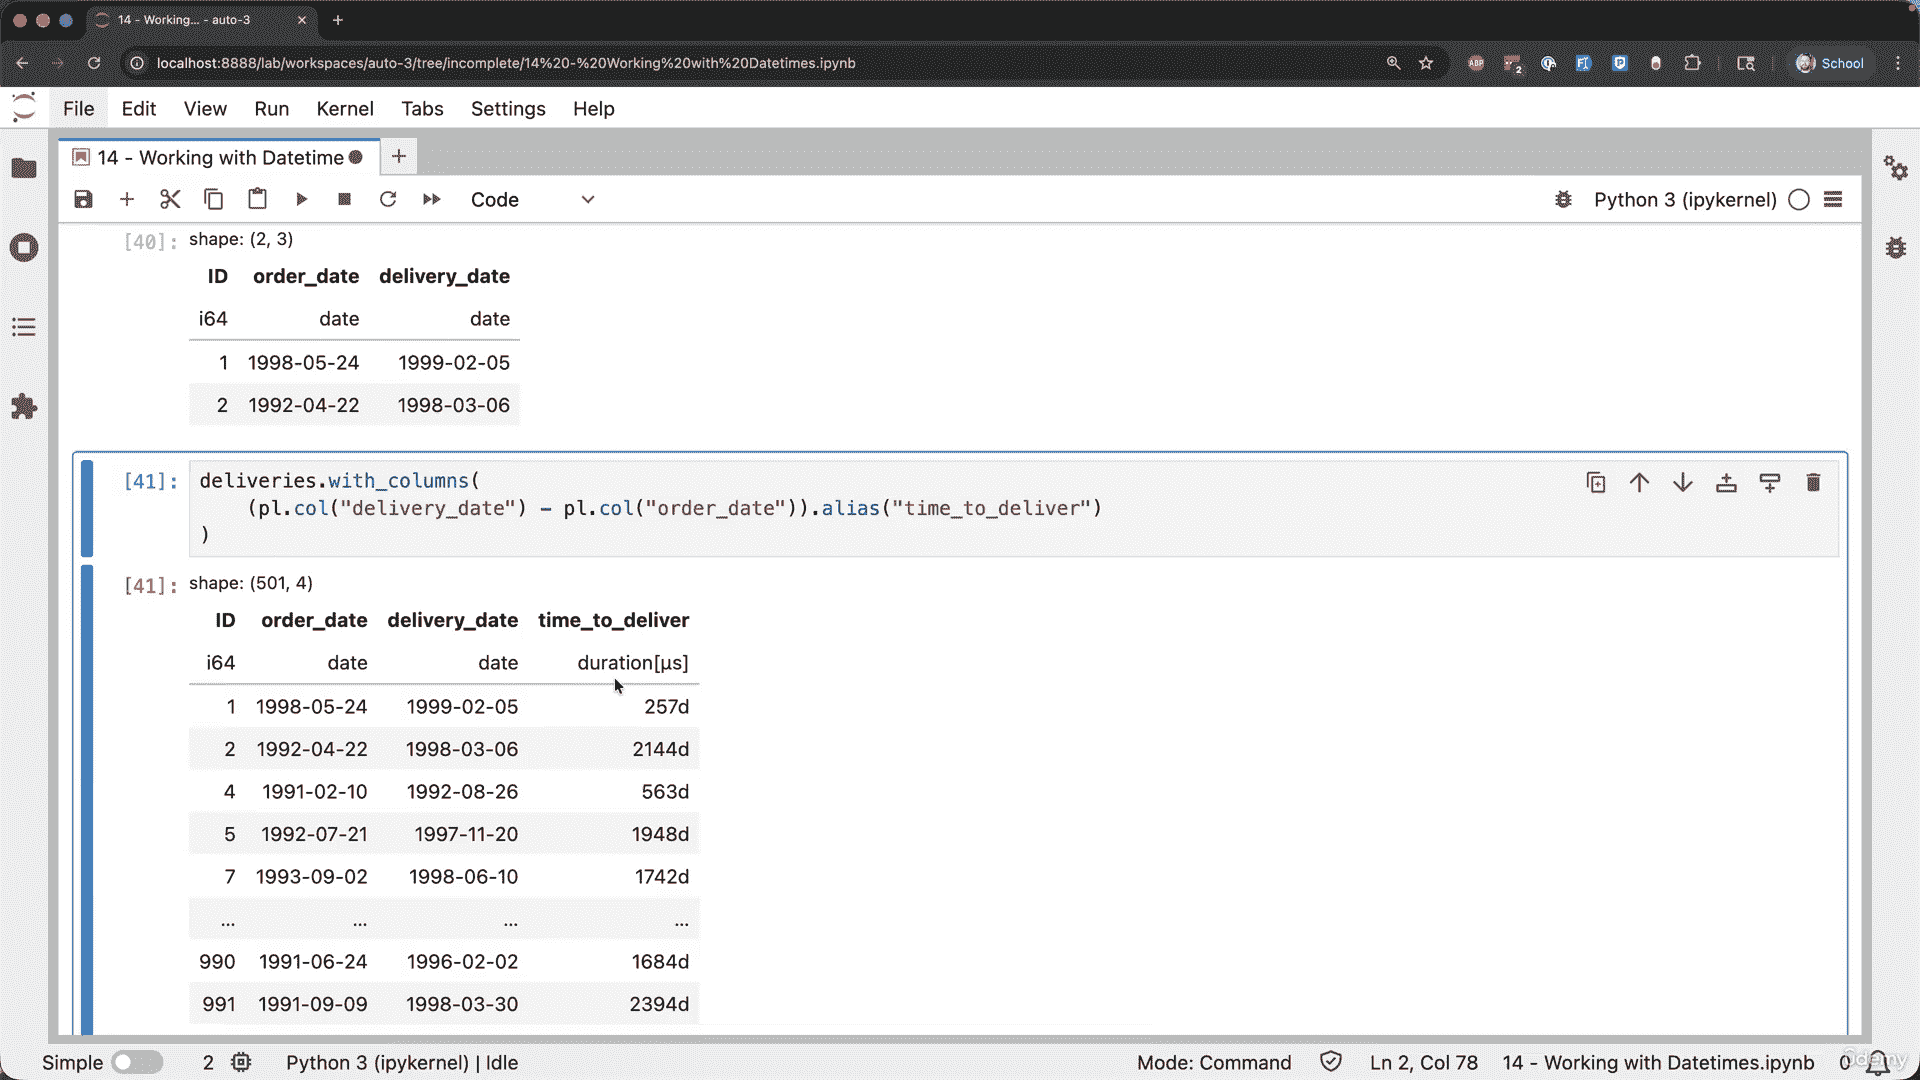 14 - Working... - auto-3
localhost:8888/lab/workspaces/auto-3/tree/incomplete/14%20-%20Working%20with%20Datetimes.ipynb
ABP
2
School
File Edit View Run Kernel Tabs Settings Help
14 - Working with Datetime
Code
Python 3 (ipykernel)
[40]: shape: (2, 3)
ID order_date delivery_date
i64 date date
1 1998-05-24 1999-02-05
2 1992-04-22 1998-03-06
[41]: deliveries.with_columns(
(pl.col("delivery_date") - pl.col("order_date")).alias("time_to_deliver")
)
[41]: shape: (501, 4)
ID order_date delivery_date time_to_deliver
i64 date date duration[μs]
1 1998-05-24 1999-02-05 257d
2 1992-04-22 1998-03-06 2144d
4 1991-02-10 1992-08-26 563d
5 1992-07-21 1997-11-20 1948d
7 1993-09-02 1998-06-10 1742d
... ... ... ...
990 1991-06-24 1996-02-02 1684d
991 1991-09-09 1998-03-30 2394d
Simple 2 Python 3 (ipykernel) | Idle Mode: Command Ln 2, Col 78 14 - Working with Datetimes.ipynb 0
Udemy